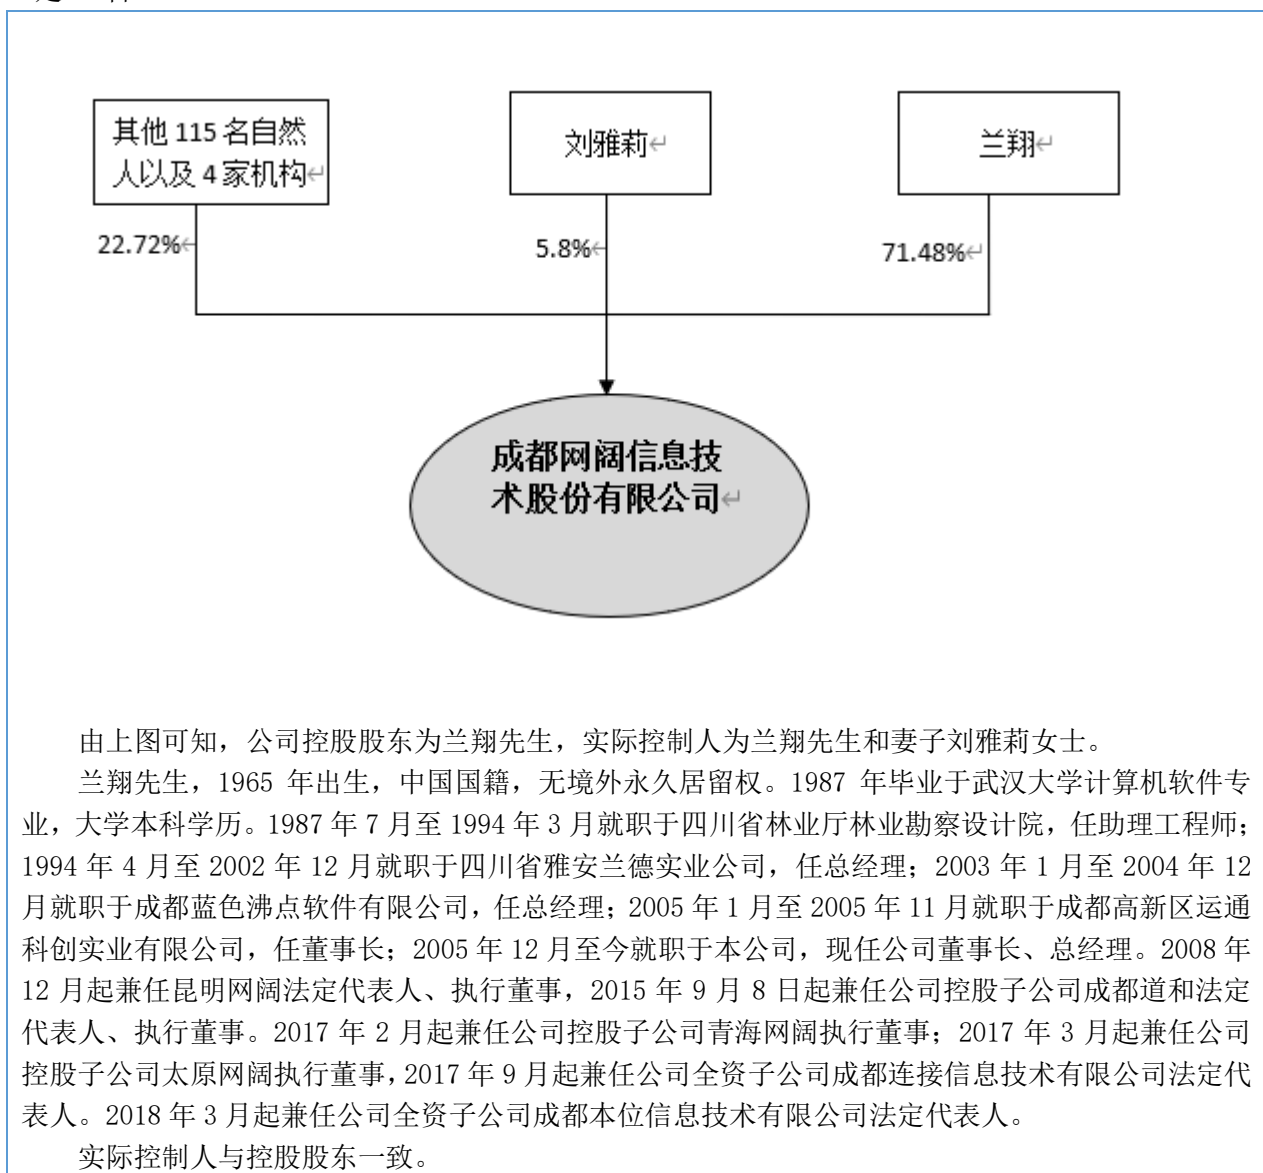 其他 115 名自然
人以及 4 家机构↵
刘雅莉↵
兰翔↵
22.72%↵
5.8%↵
71.48%↵
成都网阔信息技
术股份有限公司↵
由上图可知，公司控股股东为兰翔先生，实际控制人为兰翔先生和妻子刘雅莉女士。
兰翔先生，1965 年出生，中国国籍，无境外永久居留权。1987 年毕业于武汉大学计算机软件专
业，大学本科学历。1987 年 7 月至 1994 年 3 月就职于四川省林业厅林业勘察设计院，任助理工程师；
1994 年 4 月至 2002 年 12 月就职于四川省雅安兰德实业公司，任总经理；2003 年 1 月至 2004 年 12
月就职于成都蓝色沸点软件有限公司，任总经理；2005 年 1 月至 2005 年 11 月就职于成都高新区运通
科创实业有限公司，任董事长；2005 年 12 月至今就职于本公司，现任公司董事长、总经理。2008 年
12 月起兼任昆明网阔法定代表人、执行董事，2015 年 9 月 8 日起兼任公司控股子公司成都道和法定
代表人、执行董事。2017 年 2 月起兼任公司控股子公司青海网阔执行董事；2017 年 3 月起兼任公司
控股子公司太原网阔执行董事，2017 年 9 月起兼任公司全资子公司成都连接信息技术有限公司法定代
表人。2018 年 3 月起兼任公司全资子公司成都本位信息技术有限公司法定代表人。
实际控制人与控股股东一致。